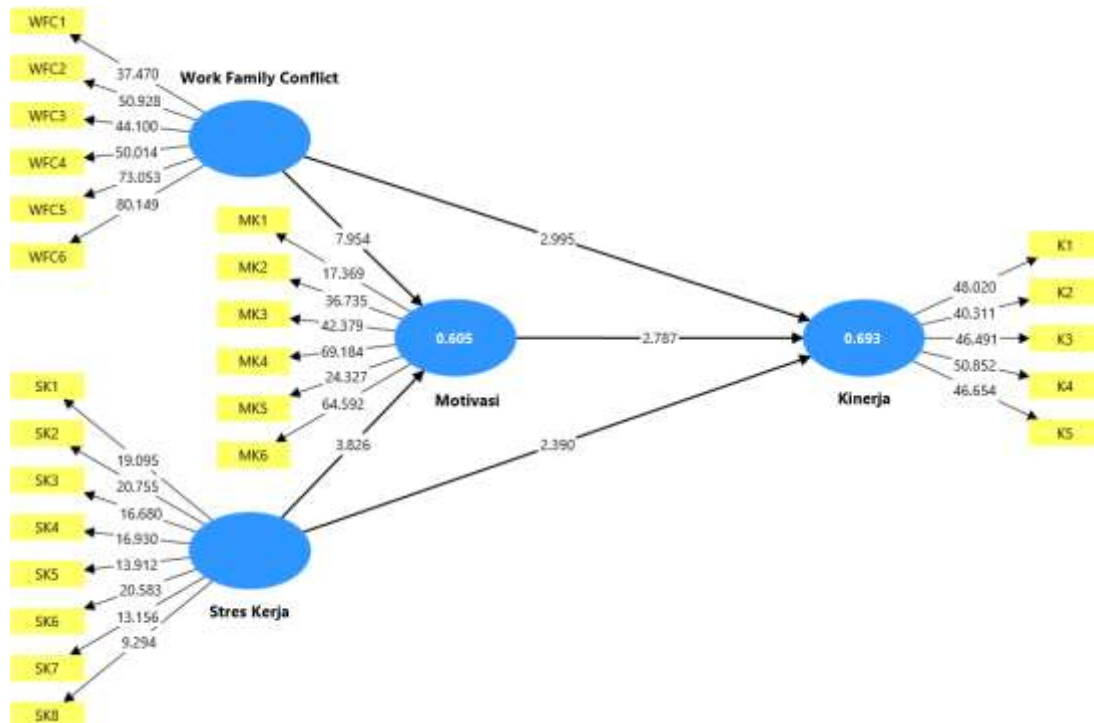 WFC1
WFC2
WFC3
WFC4
WFC5
WFC6
37.470
50.928
44.100
50.014
73.053
80.149
Work Family Conflict
7.954
2.995
MK1
MK2
MK3
MK4
MK5
MK6
17.369
36.735
42.379
69.184
24.327
64.592
0.605
Motivasi
2.787
0.693
Kinerja
48.020
40.311
46.491
50.852
46.654
K1
K2
K3
K4
K5
SK1
SK2
SK3
SK4
SK5
SK6
SK7
SK8
19.095
20.755
16.680
16.930
13.912
20.583
13.156
9.294
Stres Kerja
3.826
2.390